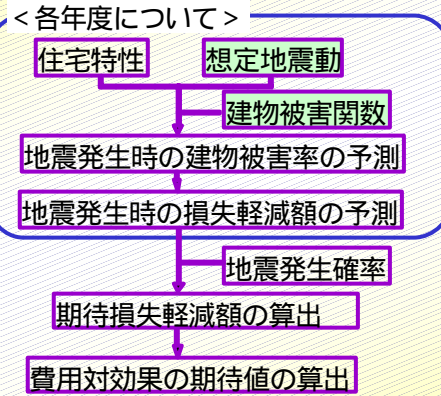 <各年度について>
住宅特性 想定地震動
建物被害関数
地震発生時の建物被害率の予測
地震発生時の損失軽減額の予測
地震発生確率
期待損失軽減額の算出
費用対効果の期待値の算出